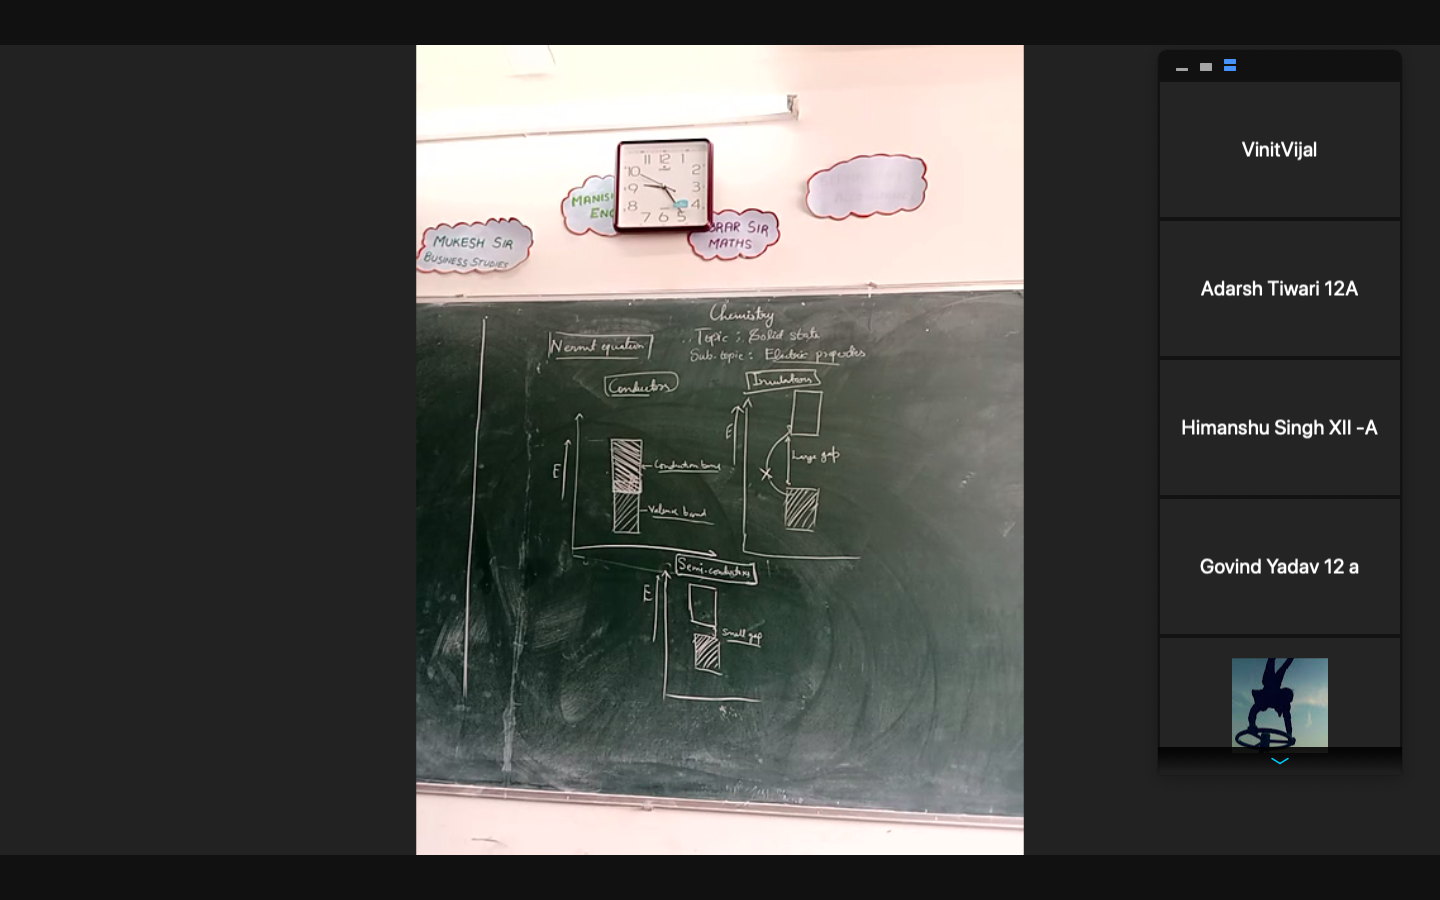 11 12 1
10 2
9 3
8 4
7 6 5
MANIS
ENG
MUKESH SIR
BUSINESS STUDIES
RAR SIR
MATHS
Chemistry
Nernst equation
Topic : Solid state
Sub-topic : Electric properties
Conductors
Insulators
E
Conduction band
Valence band
E
Large gap
Semi-conductors
E
Small gap
VinitVijal
Adarsh Tiwari 12A
Himanshu Singh XII -A
Govind Yadav 12 a